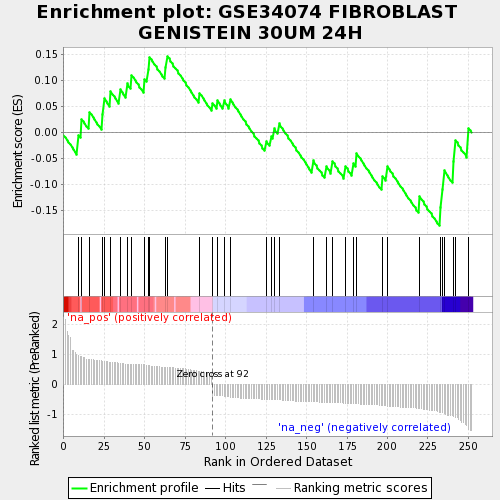 Enrichment plot: GSE34074 FIBROBLAST
GENISTEIN 30UM 24H
Enrichment score (ES)
0.15
0.10
0.05
0.00
-0.05
-0.10
-0.15
'na_pos' (positively correlated)
Ranked list metric (PreRanked)
2
1
0
-1
Zero cross at 92
'na_neg' (negatively correlated)
0 25 50 75 100 125 150 175 200 225 250
Rank in Ordered Dataset
Enrichment profile Hits Ranking metric scores